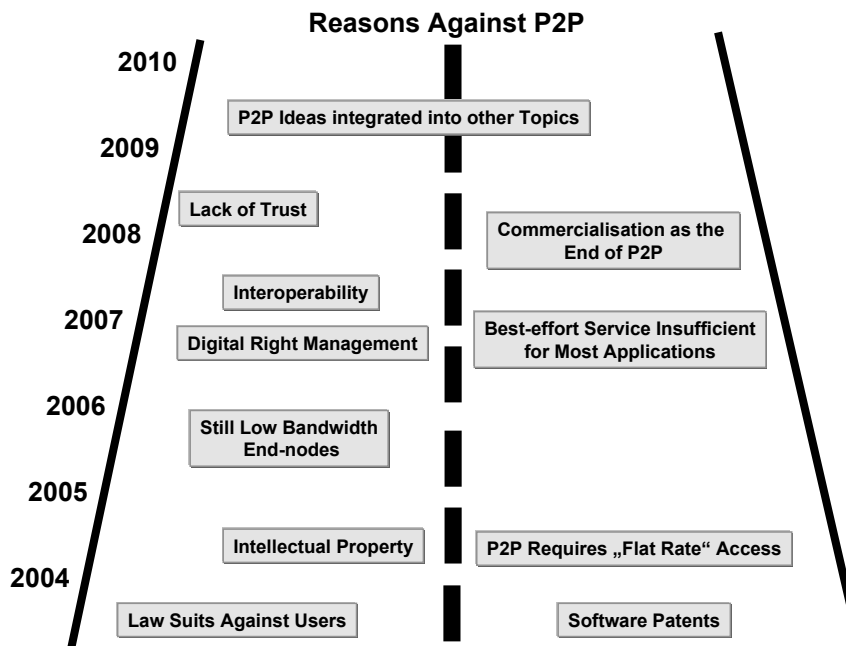 Reasons Against P2P
2010
P2P Ideas integrated into other Topics
2009
Lack of Trust
2008
Commercialisation as the
End of P2P
Interoperability
2007
Digital Right Management
Best-effort Service Insufficient
for Most Applications
2006
Still Low Bandwidth
End-nodes
2005
Intellectual Property
P2P Requires „Flat Rate“ Access
2004
Law Suits Against Users
Software Patents